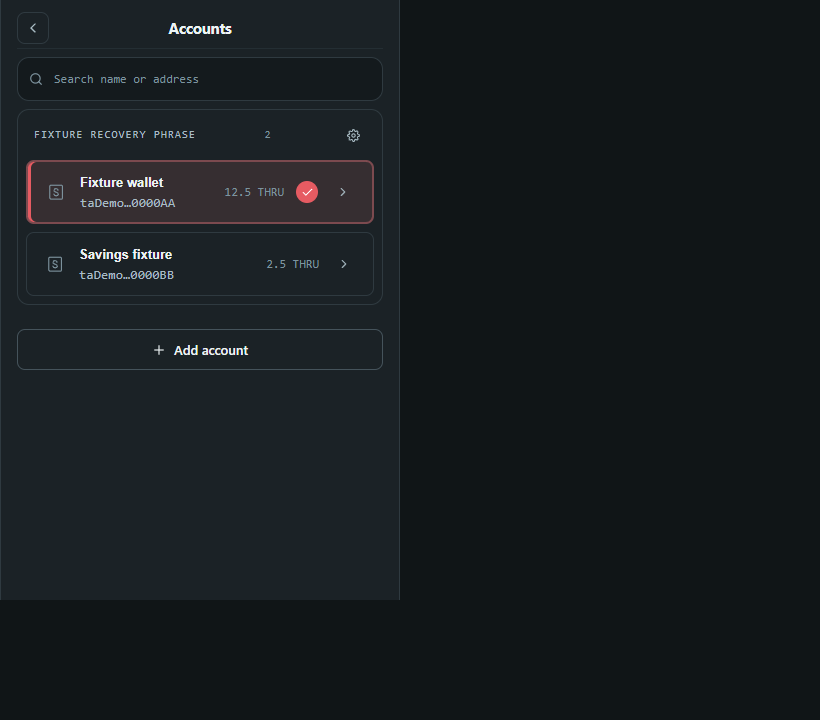 Accounts
Search name or address
FIXTURE RECOVERY PHRASE 2
S Fixture wallet 12.5 THRU
taDemo…0000AA
S Savings fixture 2.5 THRU
taDemo…0000BB
+ Add account